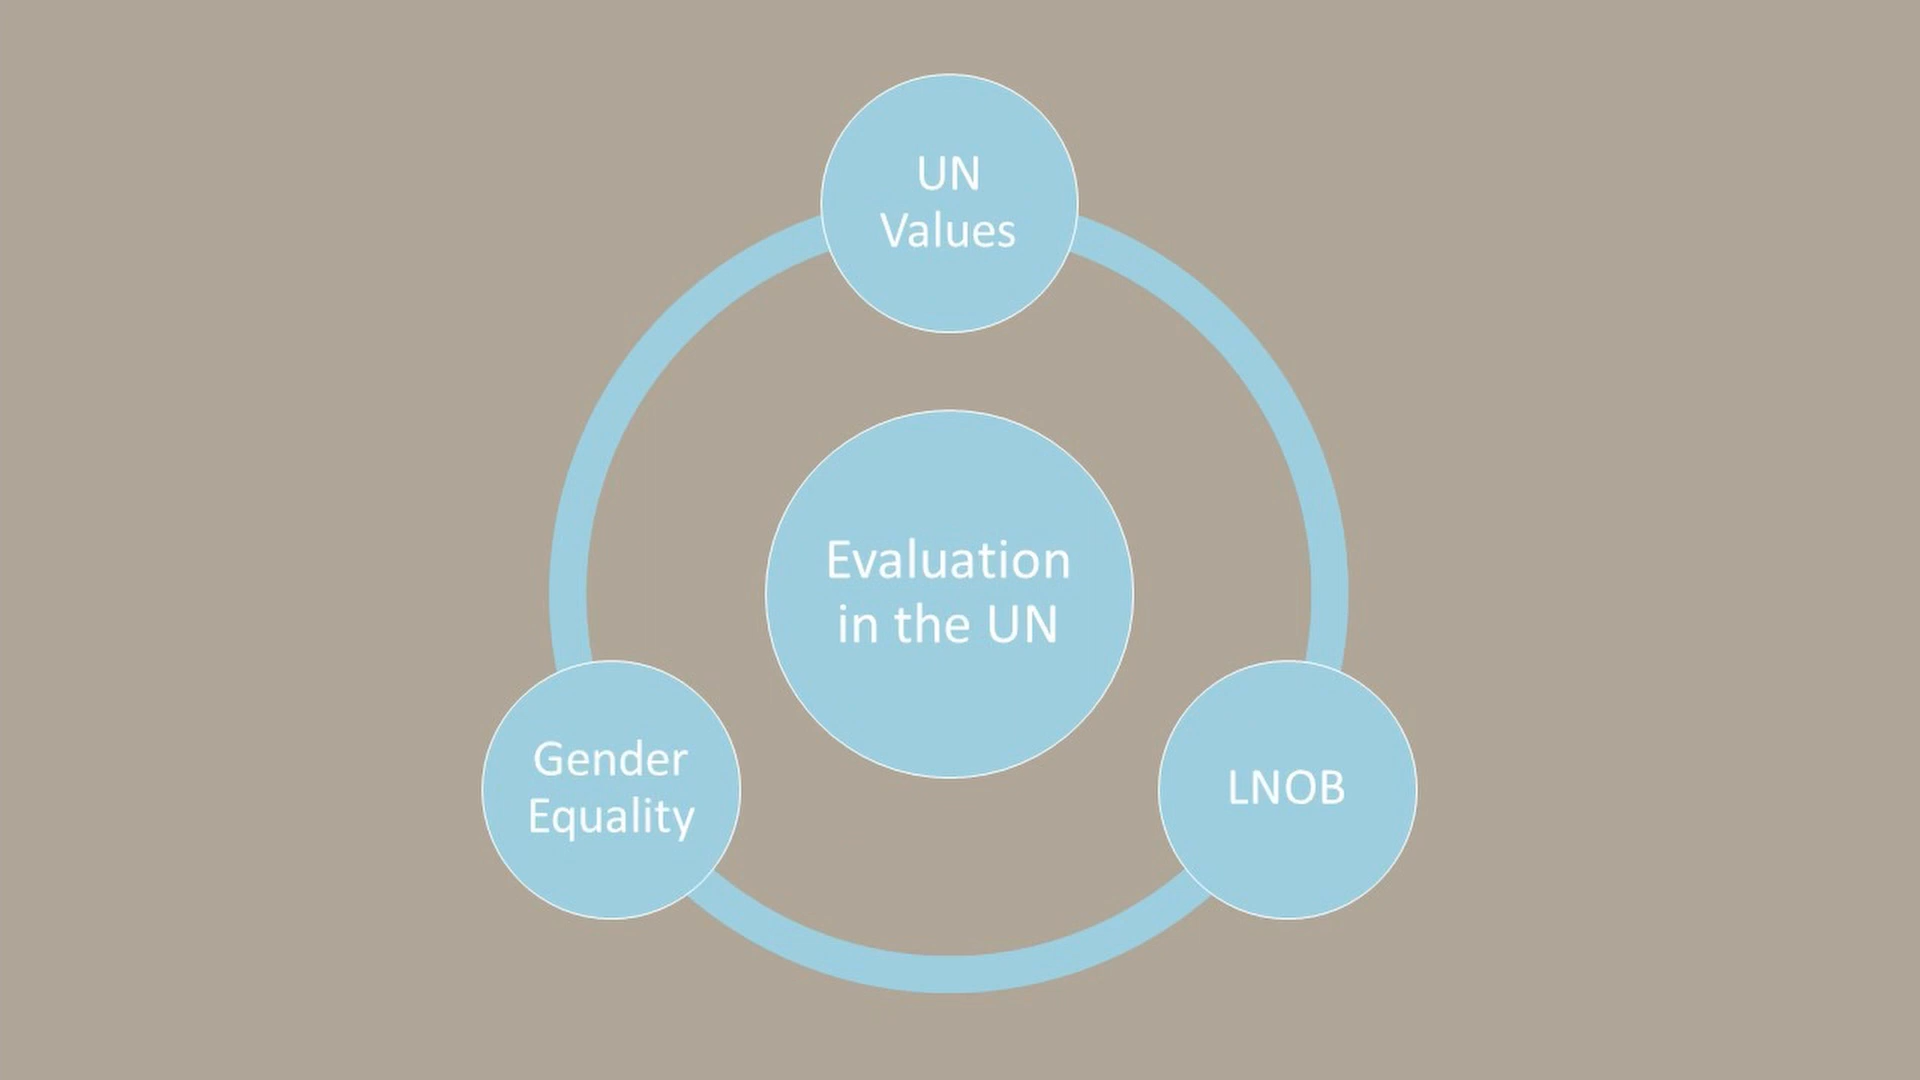 UN
Values
Evaluation
in the UN
Gender
Equality
LNOB